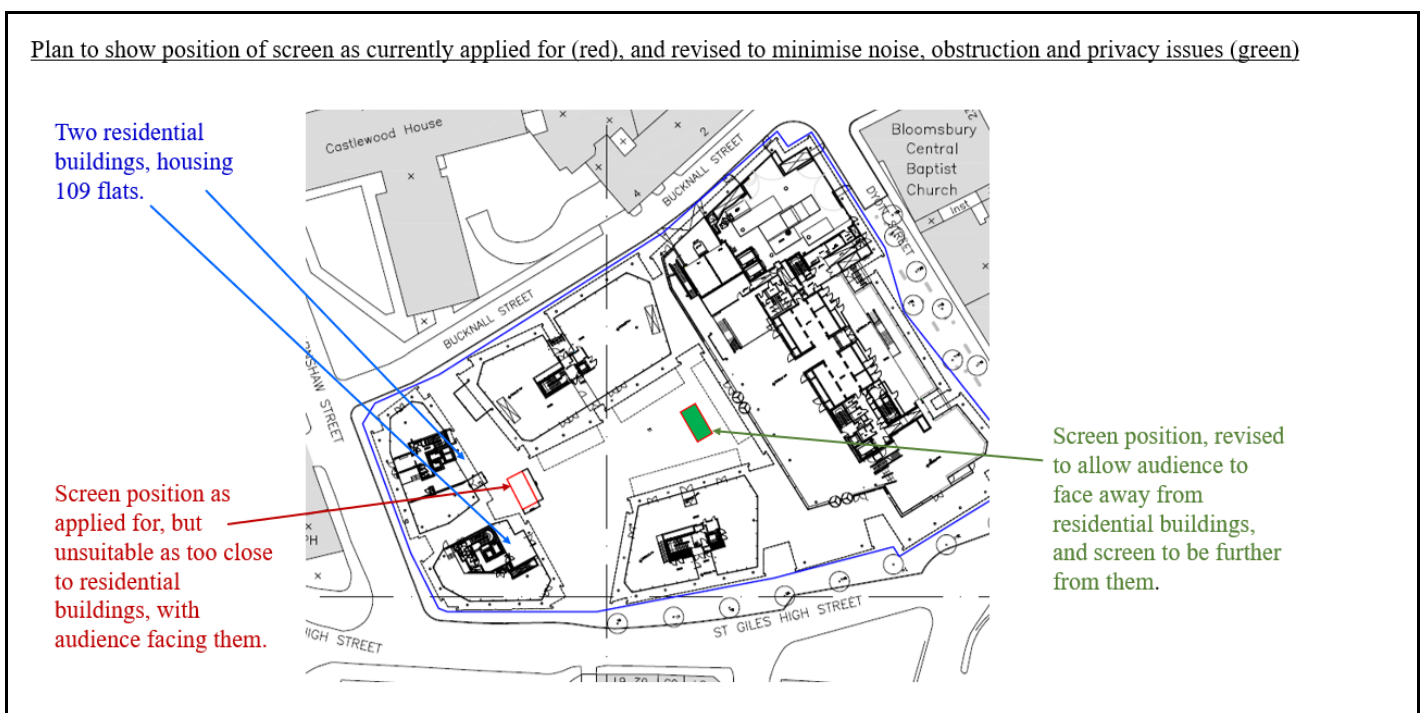 Plan to show position of screen as currently applied for (red), and revised to minimise noise, obstruction and privacy issues (green)
Two residential
buildings, housing
109 flats.
Castlewood House
2
4
BUCKNALL STREET
Bloomsbury
Central
Baptist
Church
Inst
DYOTT STREET
BUCKNALL STREET
NSHAW STREET
Screen position as
applied for, but
unsuitable as too close
to residential
buildings, with
audience facing them.
PH
Screen position, revised
to allow audience to
face away from
residential buildings,
and screen to be further
from them.
IGH STREET
ST GILES HIGH STREET